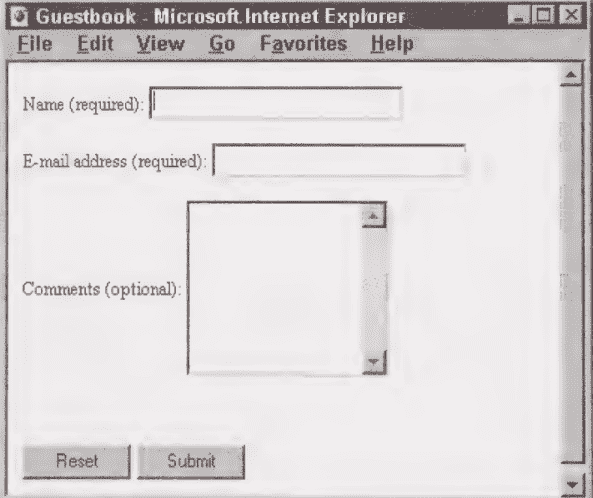 Guestbook - Microsoft Internet Explorer
File Edit View Go Favorites Help
Name (required):
E-mail address (required):
Comments (optional):
Reset Submit